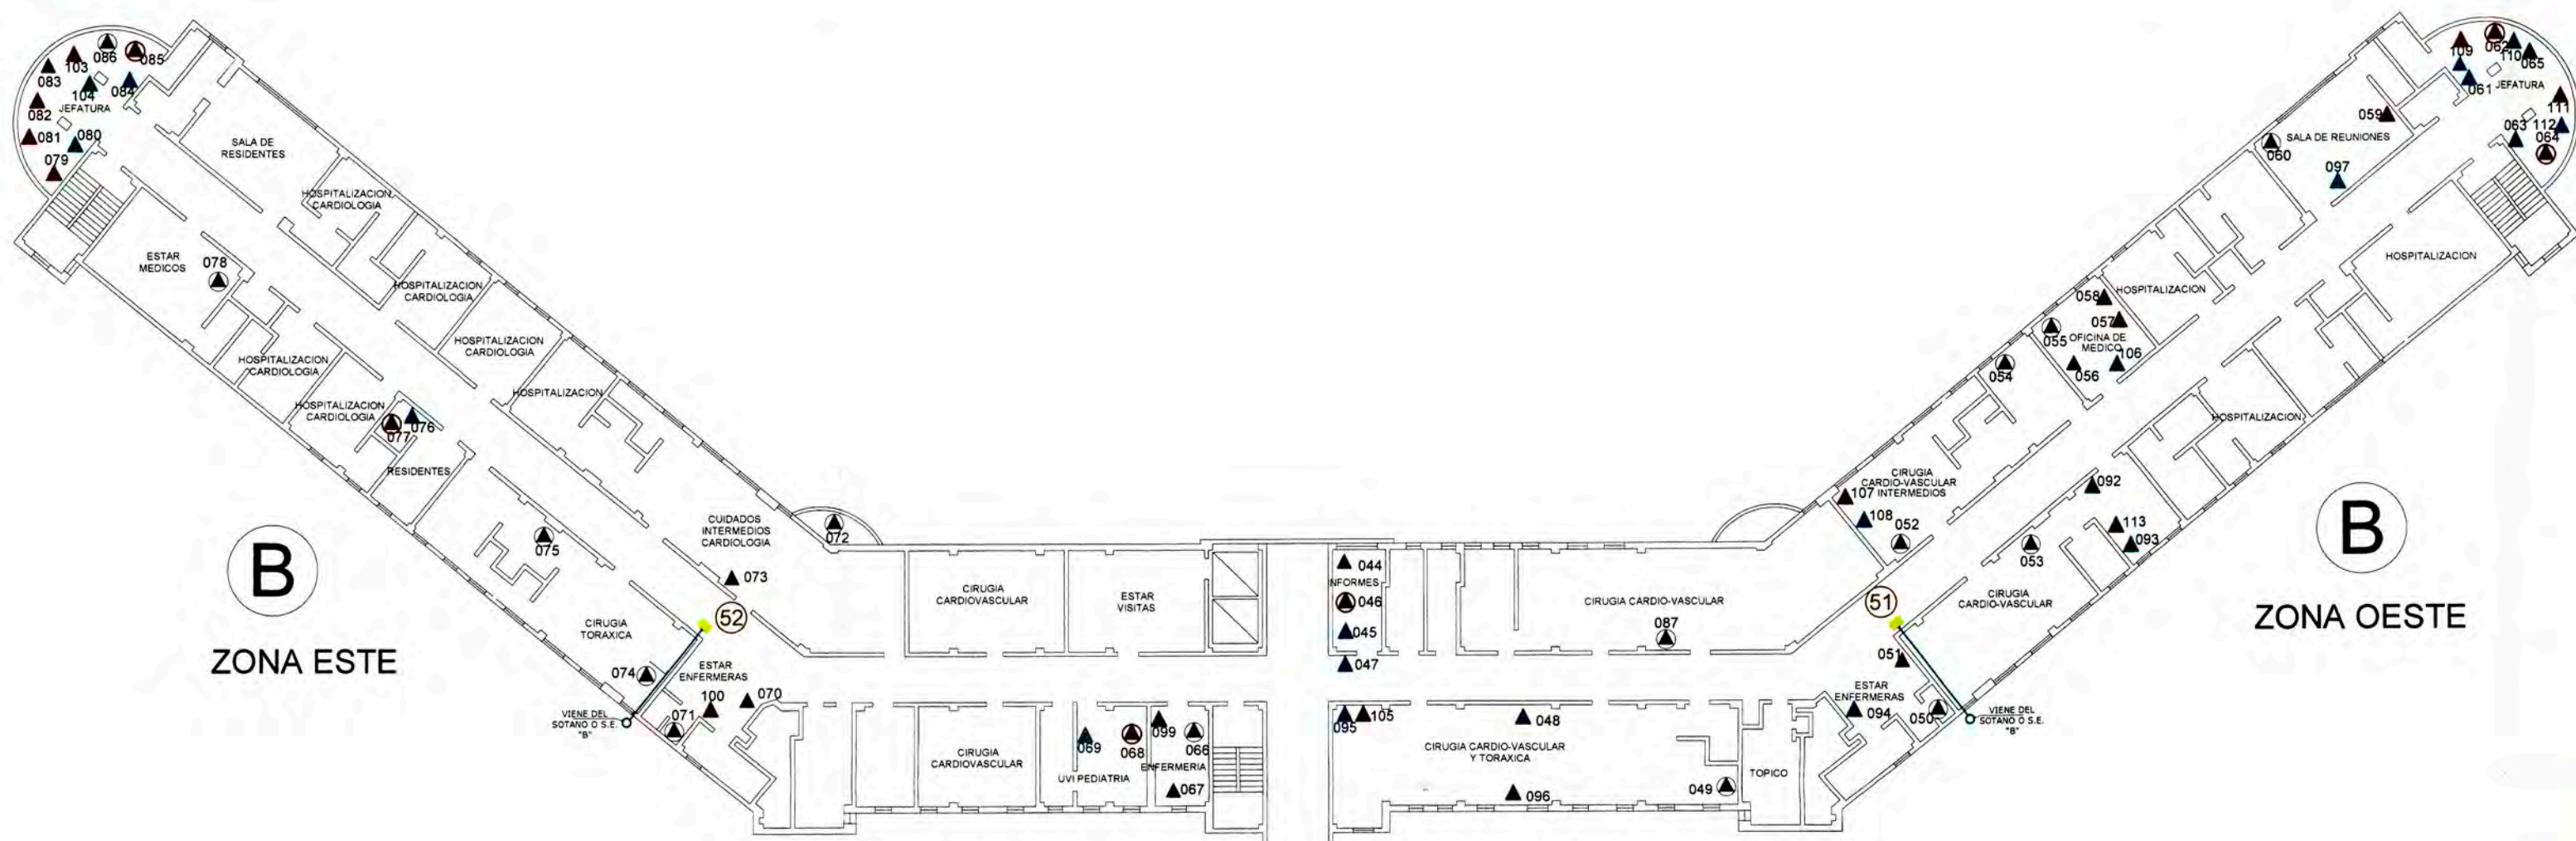 086
085
103
083
104
084
082
JEFATURA
081
080
079
SALA DE
RESIDENTES
HOSPITALIZACION
CARDIOLOGIA
ESTAR
MEDICOS
078
HOSPITALIZACION
CARDIOLOGIA
HOSPITALIZACION
CARDIOLOGIA
HOSPITALIZACION
CARDIOLOGIA
HOSPITALIZACION
HOSPITALIZACION
CARDIOLOGIA
077
076
RESIDENTES
075
CUIDADOS
INTERMEDIOS
CARDIOLOGIA
072
073
52
CIRUGIA
TORAXICA
074
ESTAR
ENFERMERAS
100
070
071
VIENE DEL
SOTANO O S.E.
"B"
B
ZONA ESTE
CIRUGIA
CARDIOVASCULAR
ESTAR
VISITAS
CIRUGIA
CARDIOVASCULAR
069
068
UVI PEDIATRIA
099
066
ENFERMERIA
067
044
NFORMES
046
045
047
095
105
048
CIRUGIA CARDIO-VASCULAR
087
CIRUGIA CARDIO-VASCULAR
Y TORAXICA
096
049
TOPICO
51
051
ESTAR
ENFERMERAS
094
050
VIENE DEL
SOTANO O S.E.
"B"
CIRUGIA
CARDIO-VASCULAR
INTERMEDIOS
107
108
052
053
CIRUGIA
CARDIO-VASCULAR
092
113
093
054
055
058
057
OFICINA DE
MEDICO
106
056
HOSPITALIZACION
HOSPITALIZACION
HOSPITALIZACION
060
SALA DE REUNIONES
059
097
109
062
110
065
061
JEFATURA
111
112
063
064
B
ZONA OESTE